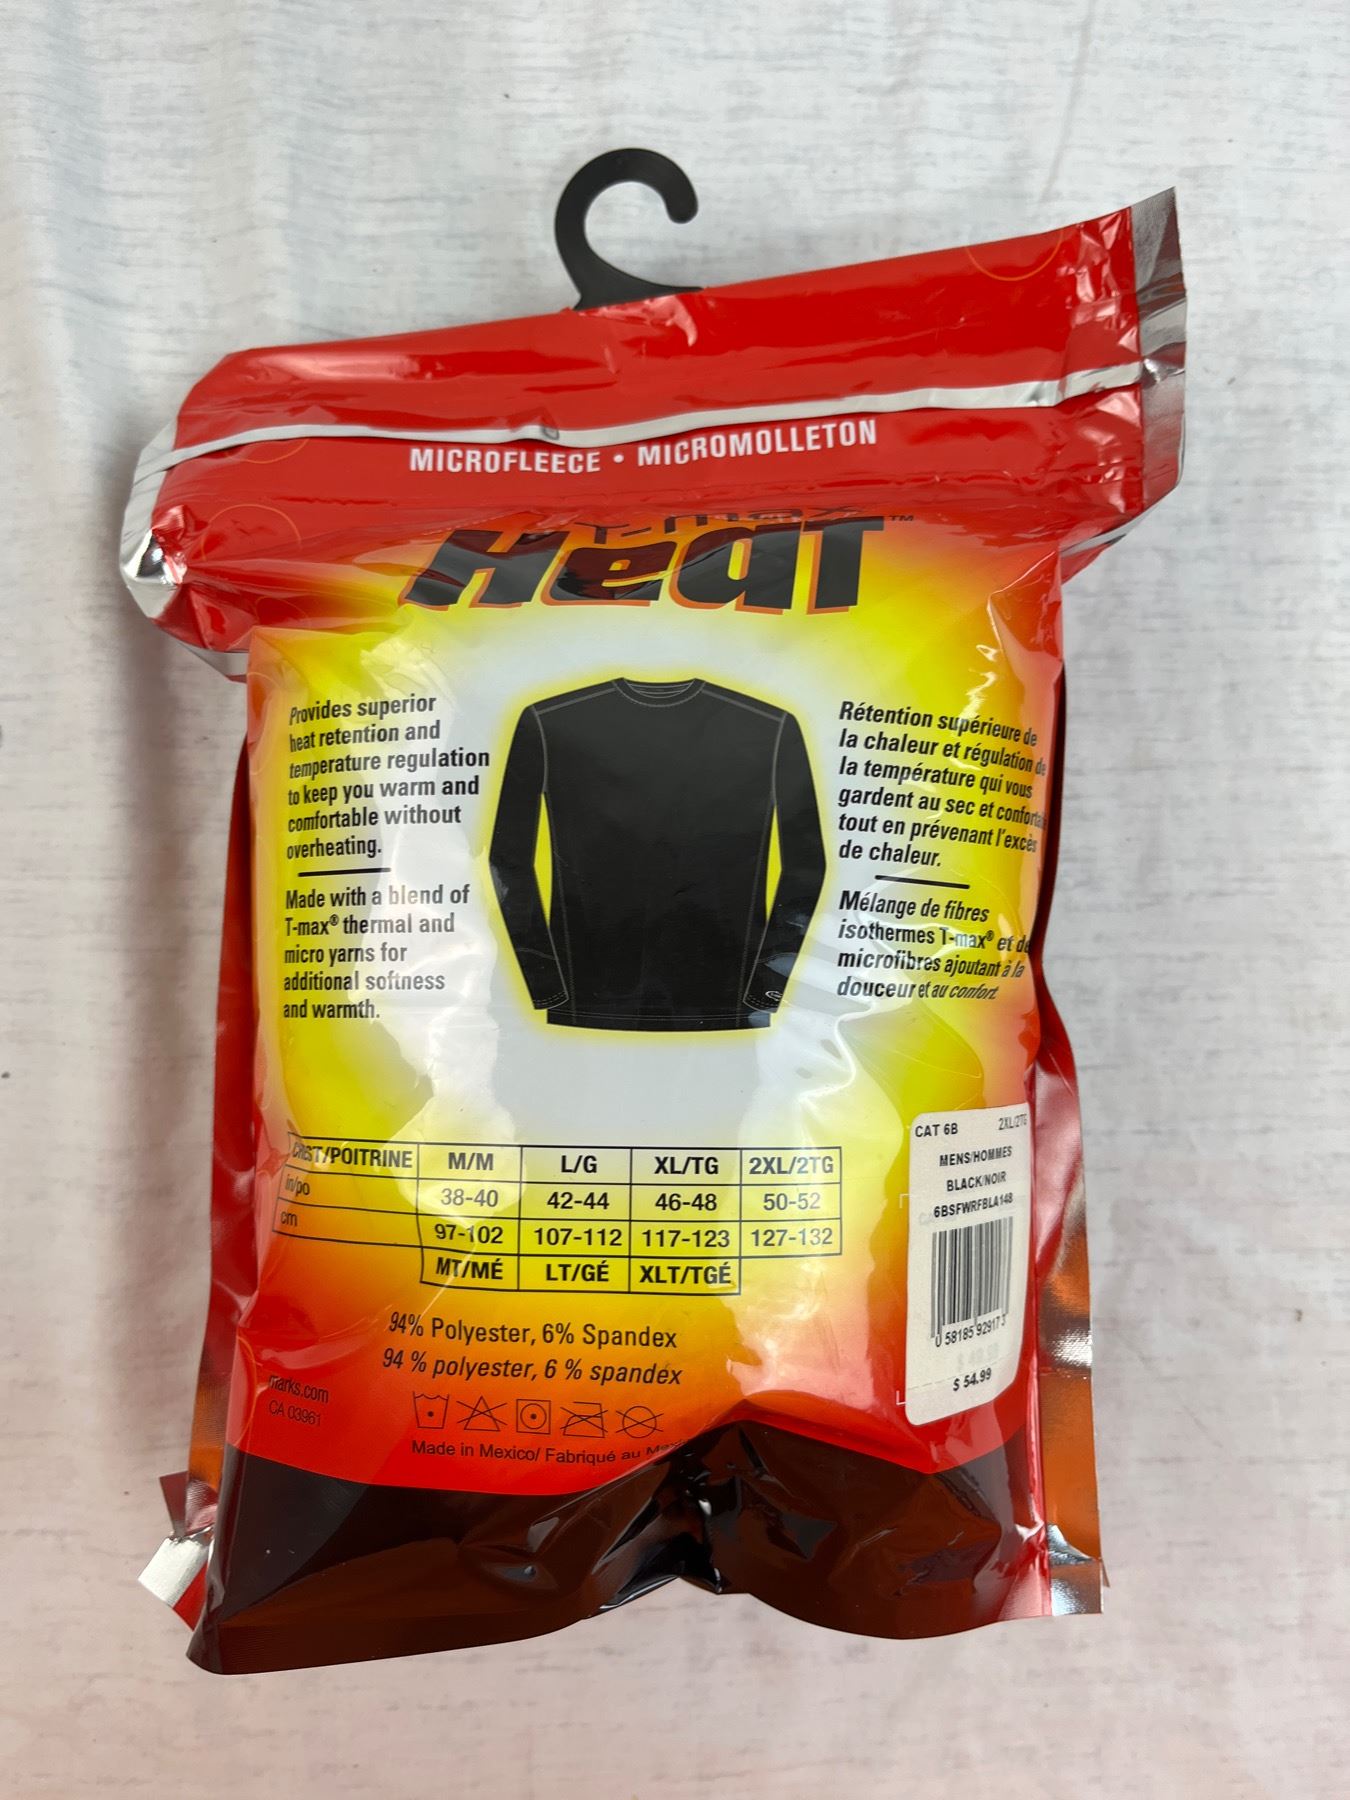 MICROFLEECE • MICROMOLLETON
T-max
HeaT™
Provides superior
heat retention and
temperature regulation
to keep you warm and
comfortable without
overheating.
Made with a blend of
T-max® thermal and
micro yarns for
additional softness
and warmth.
Rétention supérieure de
la chaleur et régulation de
la température qui vous
gardent au sec et
tout en prévenant l'excès
de chaleur.
Mélange de fibres
isothermes T-max® et de
microfibres ajoutant à la
douceur et au confort
CHEST/POITRINE M/M L/G XL/TG 2XL/2TG
in/po 38-40 42-44 46-48 50-52
cm 97-102 107-112 117-123 127-132
MT/MÉ LT/GÉ XLT/TGÉ
94% Polyester, 6% Spandex
94 % polyester, 6 % spandex
marks.com
CA 03961
Made in Mexico/ Fabriqué au
CAT 6B 2XL/2TG
MENS/HOMMES
BLACK/NOIR
6BSFWRFBLA148
0 58185 92917 3
$ 54.99